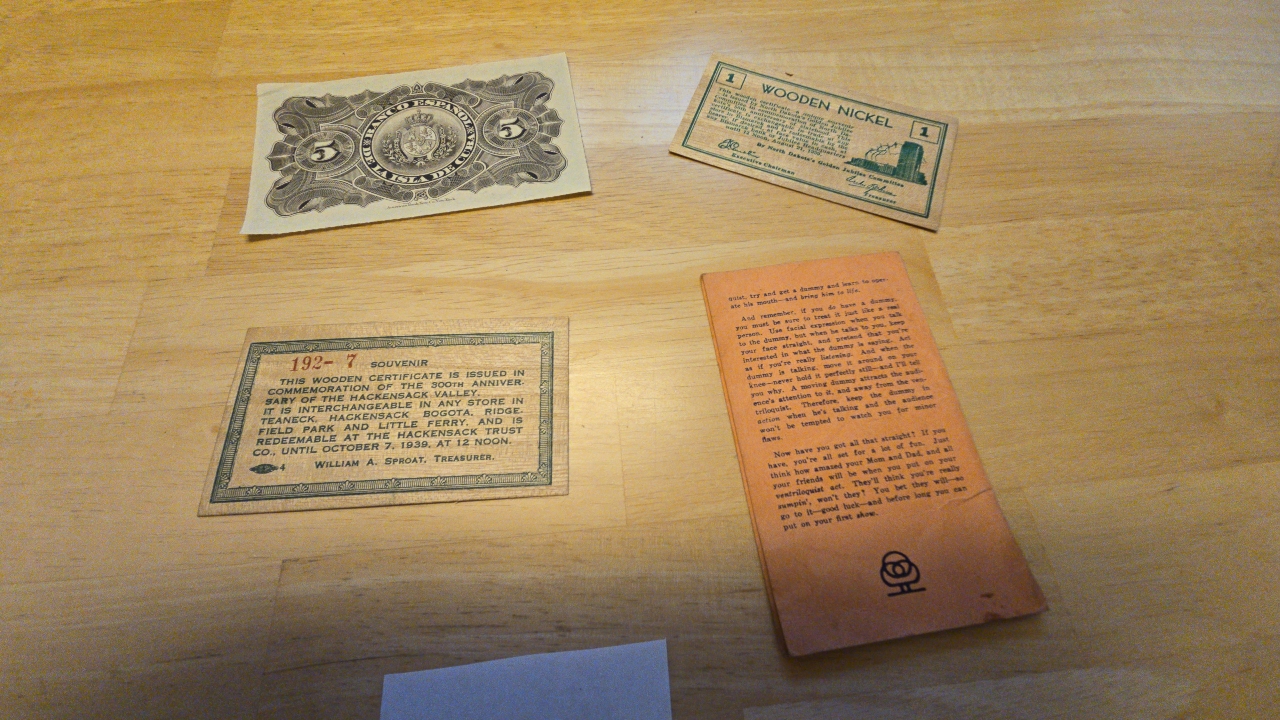 5
BANCO ESPAÑOL
DE LA ISLA DE CUBA
5
1
WOODEN NICKEL
1
This wooden certificate, a
By North Dakota's Golden Jubilee Committee
Executive Chairman
192- 7 SOUVENIR
THIS WOODEN CERTIFICATE IS ISSUED IN
COMMEMORATION OF THE 300TH ANNIVER-
SARY OF THE HACKENSACK VALLEY.
IT IS INTERCHANGEABLE IN ANY STORE IN
TEANECK, HACKENSACK BOGOTA, RIDGE-
FIELD PARK AND LITTLE FERRY, AND IS
REDEEMABLE AT THE HACKENSACK TRUST
CO., UNTIL OCTOBER 7, 1939, AT 12 NOON.
4 WILLIAM A. SPROAT, TREASURER.
quist, try and get a dummy and learn to oper-
ate his mouth—and bring him to life.
And remember, if you do have a dummy,
you must be sure to treat it just like a real
person. Use facial expression when you talk
to the dummy, but when he talks to you, keep
your face straight, and pretend that you're
interested in what the dummy is saying. Act
as if you're really listening. And when the
dummy is talking, move it around on your
knee—never hold it perfectly still—and I'll tell
you why. A moving dummy attracts the audi-
ence's attention to it, and away from the ven-
triloquist. Therefore, keep the dummy in
action when he's talking and the audience
won't be tempted to watch you for minor
flaws.
Now have you got all that straight? If you
have, you're all set for a lot of fun. Just
think how amazed your Mom and Dad, and all
your friends will be when you put on your
ventriloquist act. They'll think you're really
vampin', won't they? You bet they will—so
go to it—good luck—and before long you can
put on your first show.